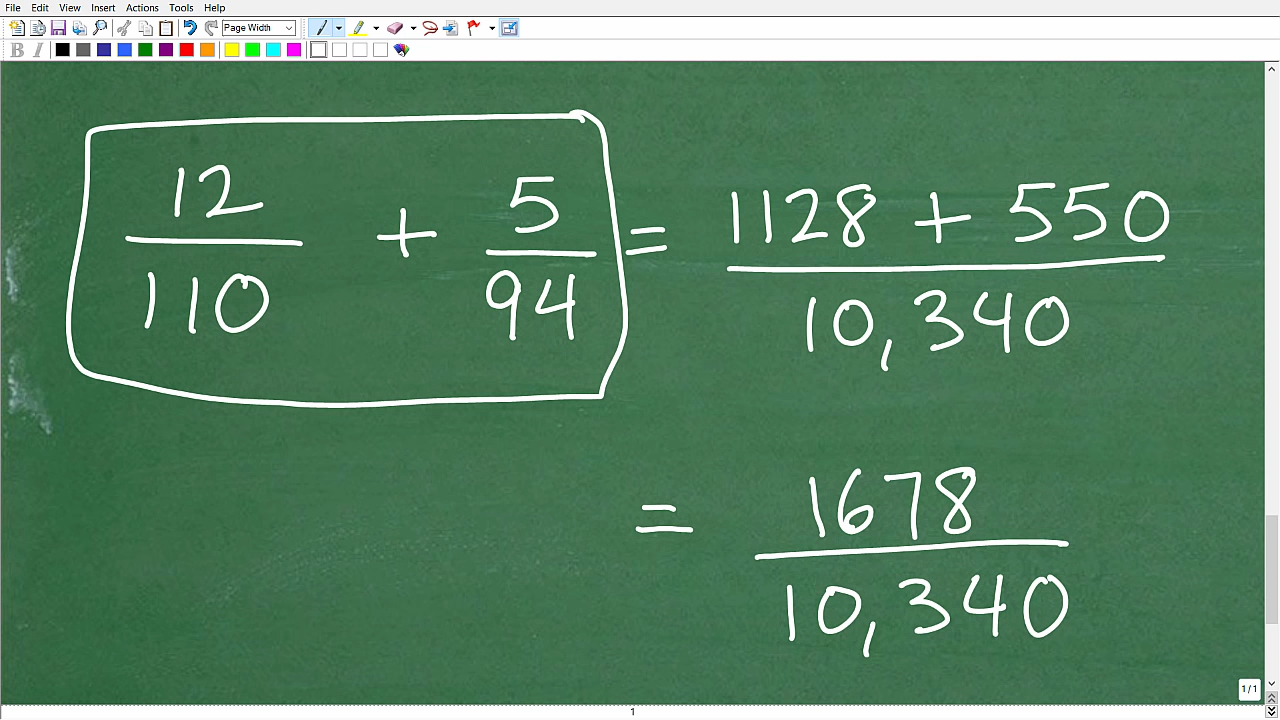 File Edit View Insert Actions Tools Help
Page Width
B I
12/110 + 5/94 = 1128 + 550/10,340
= 1678/10,340
1/1
1